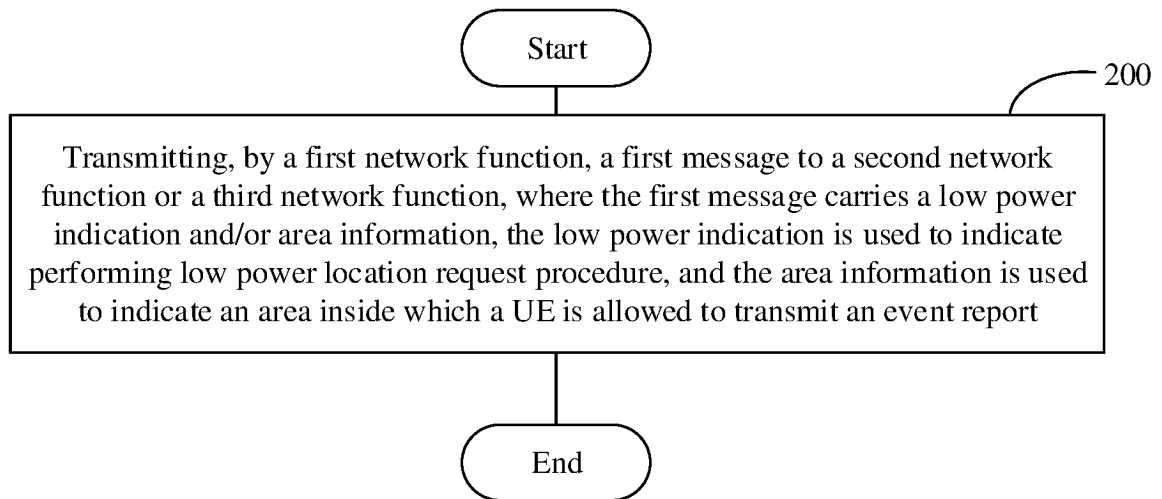 Start
200
Transmitting, by a first network function, a first message to a second network
function or a third network function, where the first message carries a low power
indication and/or area information, the low power indication is used to indicate
performing low power location request procedure, and the area information is used
to indicate an area inside which a UE is allowed to transmit an event report
End